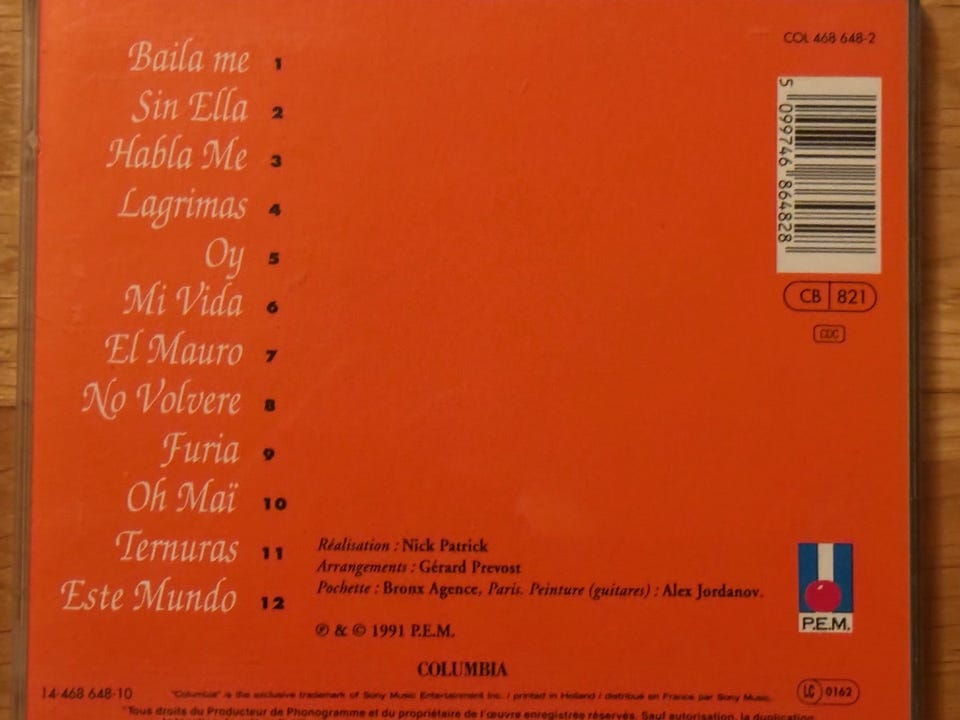 COL 468 648-2
Baila me 1
Sin Ella 2
Habla Me 3
Lagrimas 4
Oy 5
Mi Vida 6
El Mauro 7
No Volvere 8
Furia 9
Oh Maï 10
Ternuras 11
Este Mundo 12
5 099746 864828
CB 821
CDC
Réalisation : Nick Patrick
Arrangements : Gérard Prevost
Pochette : Bronx Agence, Paris. Peinture (guitares) : Alex Jordanov.
℗ & © 1991 P.E.M.
P.E.M.
COLUMBIA
14-468 648-10
"Columbia" is the exclusive trademark of Sony Music Entertainment Inc. / printed in Holland / distribué en France par Sony Music.
LC 0162
"Tous droits du Producteur de Phonogramme et du propriétaire de l'œuvre enregistrée réservés. Sauf autorisation, la duplication